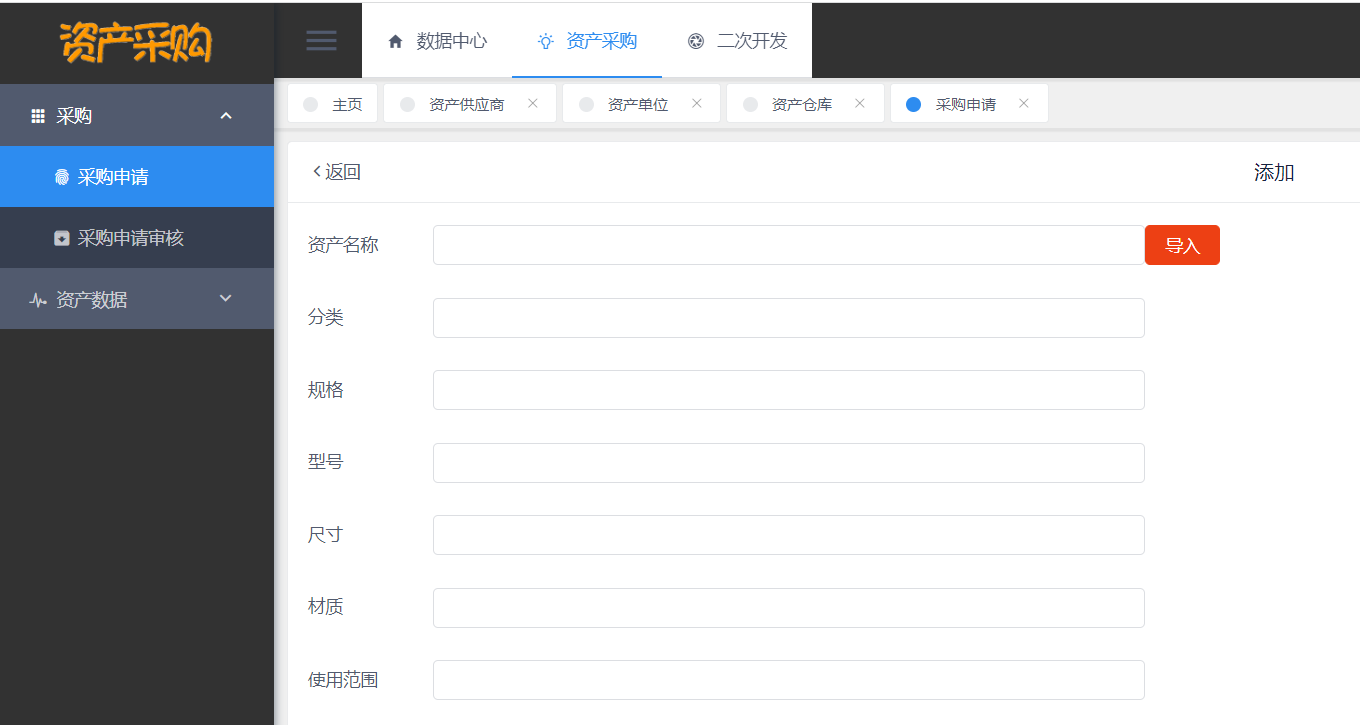 资产采购
数据中心
资产采购
二次开发
主页
资产供应商
资产单位
资产仓库
采购申请
采购
采购申请
采购申请审核
资产数据
返回
添加
资产名称
导入
分类
规格
型号
尺寸
材质
使用范围